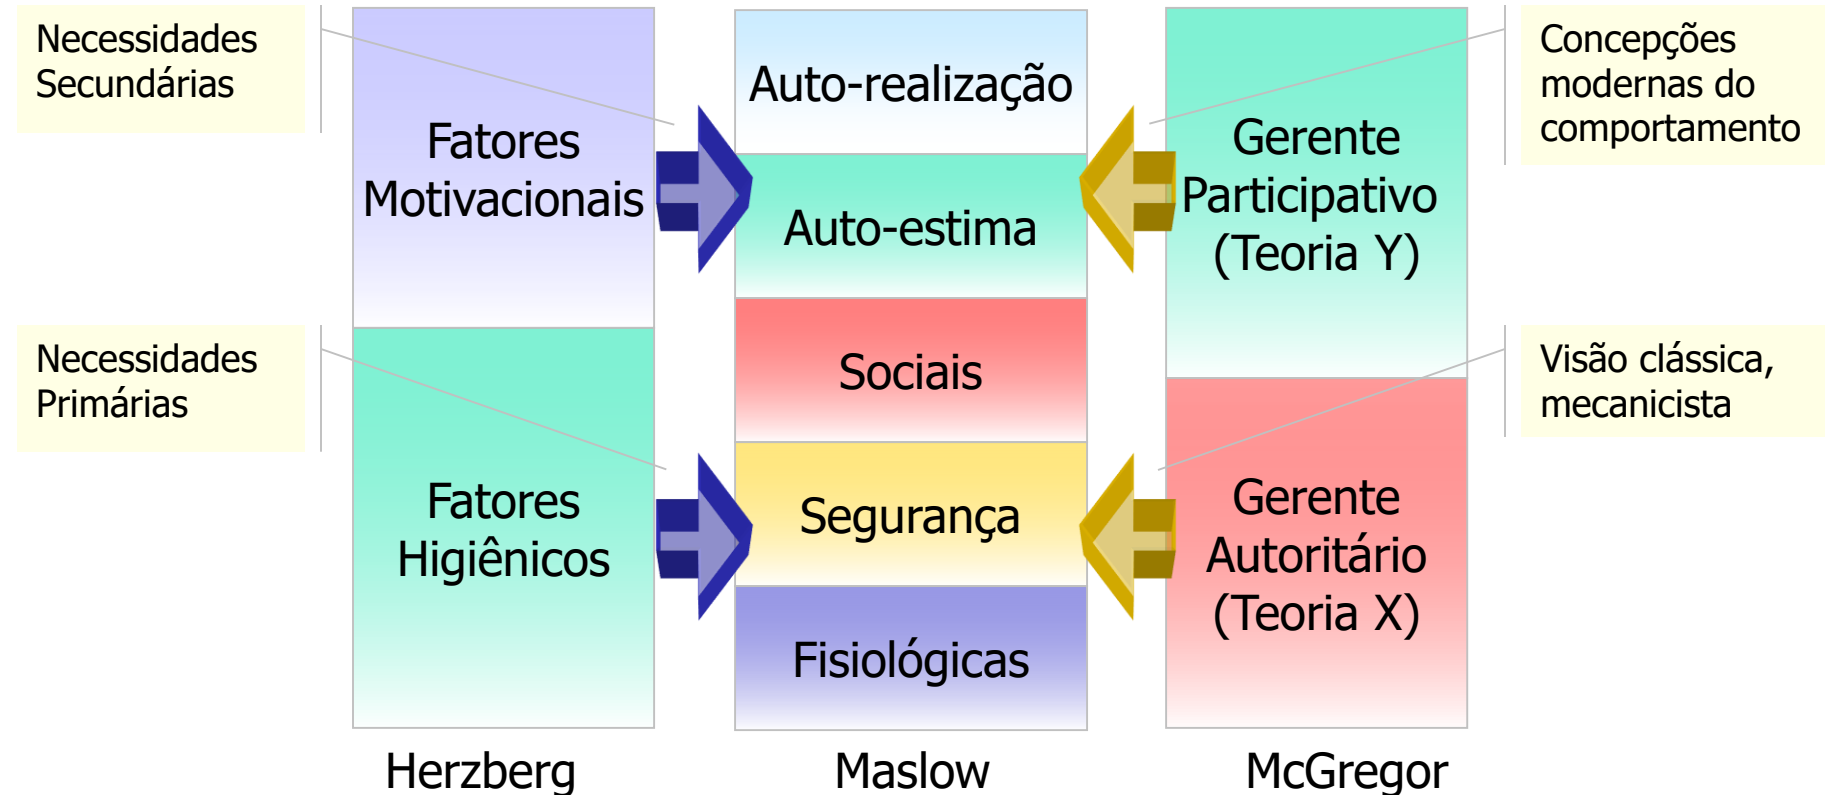 Necessidades
Secundárias
Fatores
Motivacionais
Auto-realização
Auto-estima
Gerente
Participativo
(Teoria Y)
Concepções
modernas do
comportamento
Necessidades
Primárias
Fatores
Higiênicos
Sociais
Segurança
Fisiológicas
Gerente
Autoritário
(Teoria X)
Visão clássica,
mecanicista
Herzberg
Maslow
McGregor